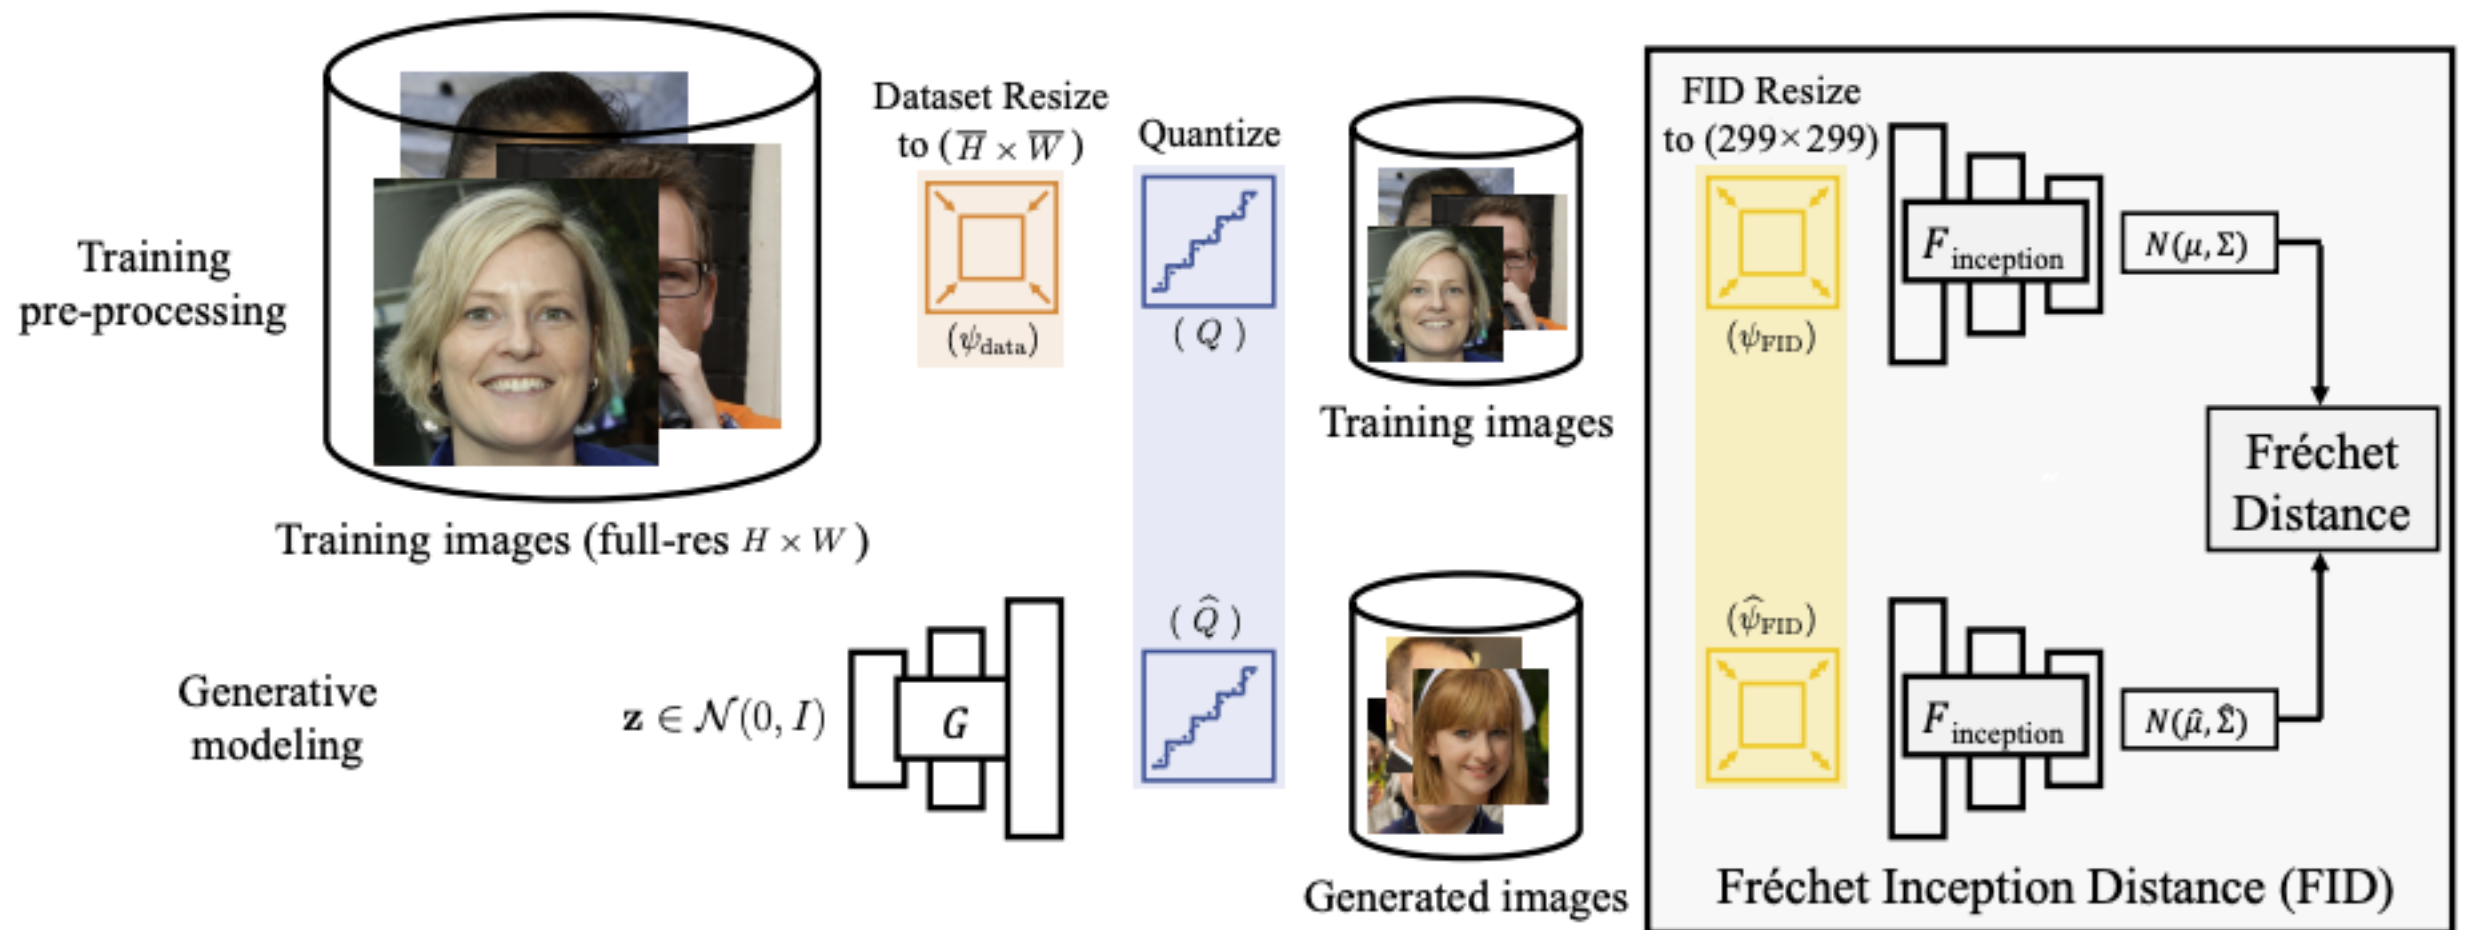 Training
pre-processing
Training images (full-res H × W )
Dataset Resize
to ( H̅ × W̅ )
(ψdata)
Quantize
( Q )
Training images
FID Resize
to (299×299)
(ψFID)
Finception
N(μ, Σ)
Fréchet
Distance
Generative
modeling
z ∈ 𝒩(0, I)
G
( Q̂ )
Generated images
(ψ̂FID)
Finception
N(μ̂, Σ̂)
Fréchet Inception Distance (FID)